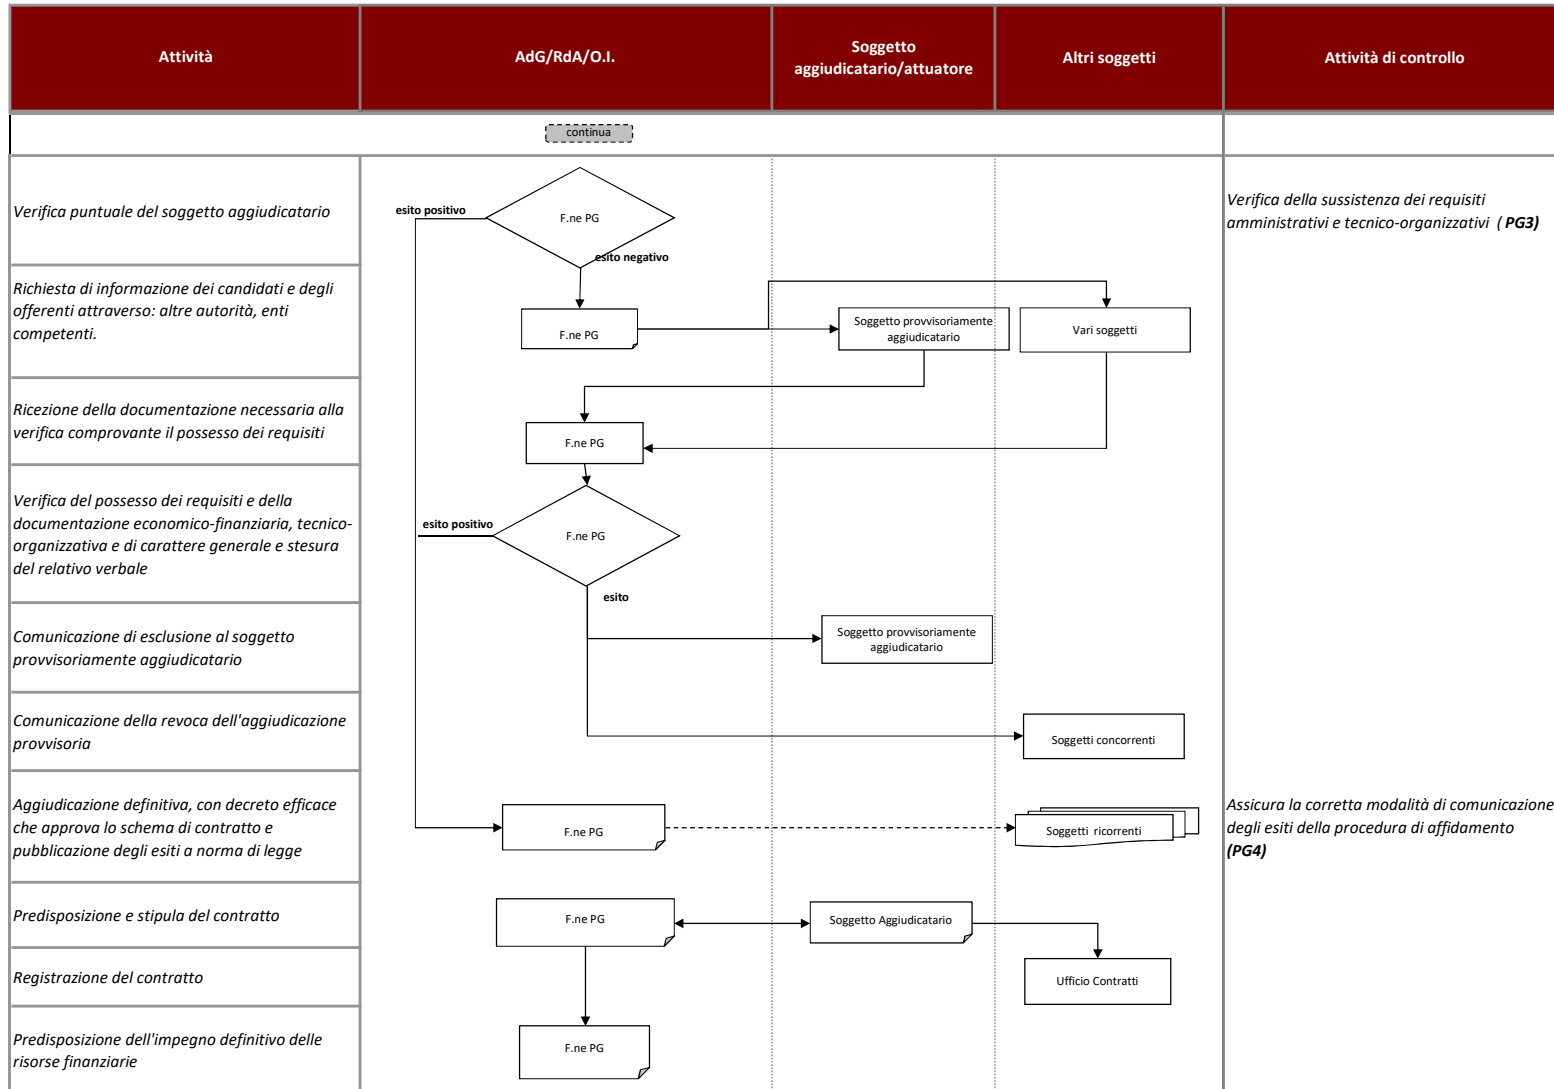 Attività
AdG/RdA/O.I.
Soggetto
aggiudicatario/attuatore
Altri soggetti
Attività di controllo
continua
Verifica puntuale del soggetto aggiudicatario
esito positivo
F.ne PG
esito negativo
Verifica della sussistenza dei requisiti
amministrativi e tecnico-organizzativi ( PG3)
Richiesta di informazione dei candidati e degli
offerenti attraverso: altre autorità, enti
competenti.
F.ne PG
Soggetto provvisoriamente
aggiudicatario
Vari soggetti
Ricezione della documentazione necessaria alla
verifica comprovante il possesso dei requisiti
F.ne PG
Verifica del possesso dei requisiti e della
documentazione economico-finanziaria, tecnico-
organizzativa e di carattere generale e stesura
del relativo verbale
esito positivo
F.ne PG
esito
Comunicazione di esclusione al soggetto
provvisoriamente aggiudicatario
Soggetto provvisoriamente
aggiudicatario
Comunicazione della revoca dell'aggiudicazione
provvisoria
Soggetti concorrenti
Aggiudicazione definitiva, con decreto efficace
che approva lo schema di contratto e
pubblicazione degli esiti a norma di legge
F.ne PG
Soggetti ricorrenti
Assicura la corretta modalità di comunicazione
degli esiti della procedura di affidamento
(PG4)
Predisposizione e stipula del contratto
F.ne PG
Soggetto Aggiudicatario
Registrazione del contratto
Ufficio Contratti
Predisposizione dell'impegno definitivo delle
risorse finanziarie
F.ne PG